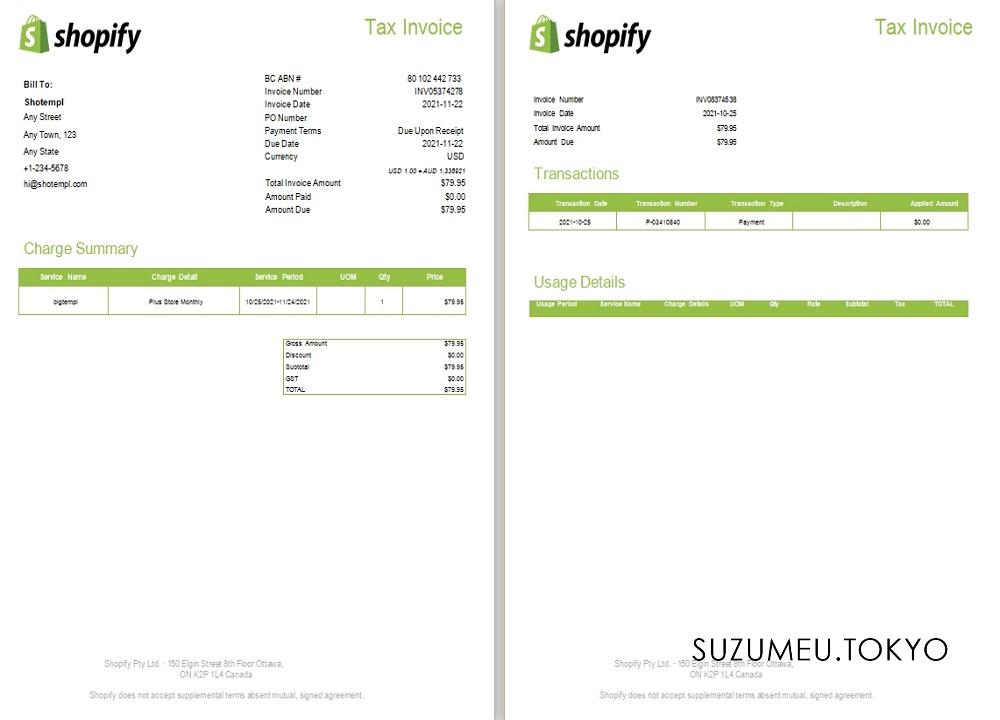 shopify
Tax Invoice
Bill To:
Shotempl
Any Street
Any Town, 123
Any State
+1-234-5678
hi@shotempl.com
BC ABN # 80 102 442 733
Invoice Number INV05374278
Invoice Date 2021-11-22
PO Number
Payment Terms Due Upon Receipt
Due Date 2021-11-22
Currency USD
USD 1.00 = AUD 1.336921
Total Invoice Amount $79.95
Amount Paid $0.00
Amount Due $79.95
Charge Summary
Service Name Charge Detail Service Period UOM Qty Price
bigtempl Plus Store Monthly 10/25/2021-11/24/2021 1 $79.95
Gross Amount $79.95
Discount $0.00
Subtotal $79.95
GST $0.00
TOTAL $79.95
Shopify Pty Ltd. · 150 Elgin Street 8th Floor Ottawa,
ON K2P 1L4 Canada
Shopify does not accept supplemental terms absent mutual, signed agreement.
shopify
Tax Invoice
Invoice Number INV08374538
Invoice Date 2021-10-25
Total Invoice Amount $79.95
Amount Due $79.95
Transactions
Transaction Date Transaction Number Transaction Type Description Applied Amount
2021-10-25 P-03410840 Payment $0.00
Usage Details
Usage Period Service Name Charge Details UOM Qty Rate Subtotal Tax TOTAL
SUZUMEU.TOKYO
Shopify Pty Ltd. · 150 Elgin Street 8th Floor Ottawa,
ON K2P 1L4 Canada
Shopify does not accept supplemental terms absent mutual, signed agreement.